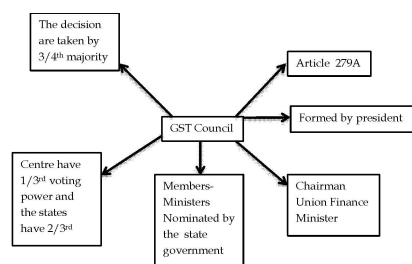 The decision
are taken by
3/4th majority
Article 279A
Formed by president
GST Council
Centre have
1/3rd voting
power and
the states
have 2/3rd
Members-
Ministers
Nominated by
the state
government
Chairman
Union Finance
Minister